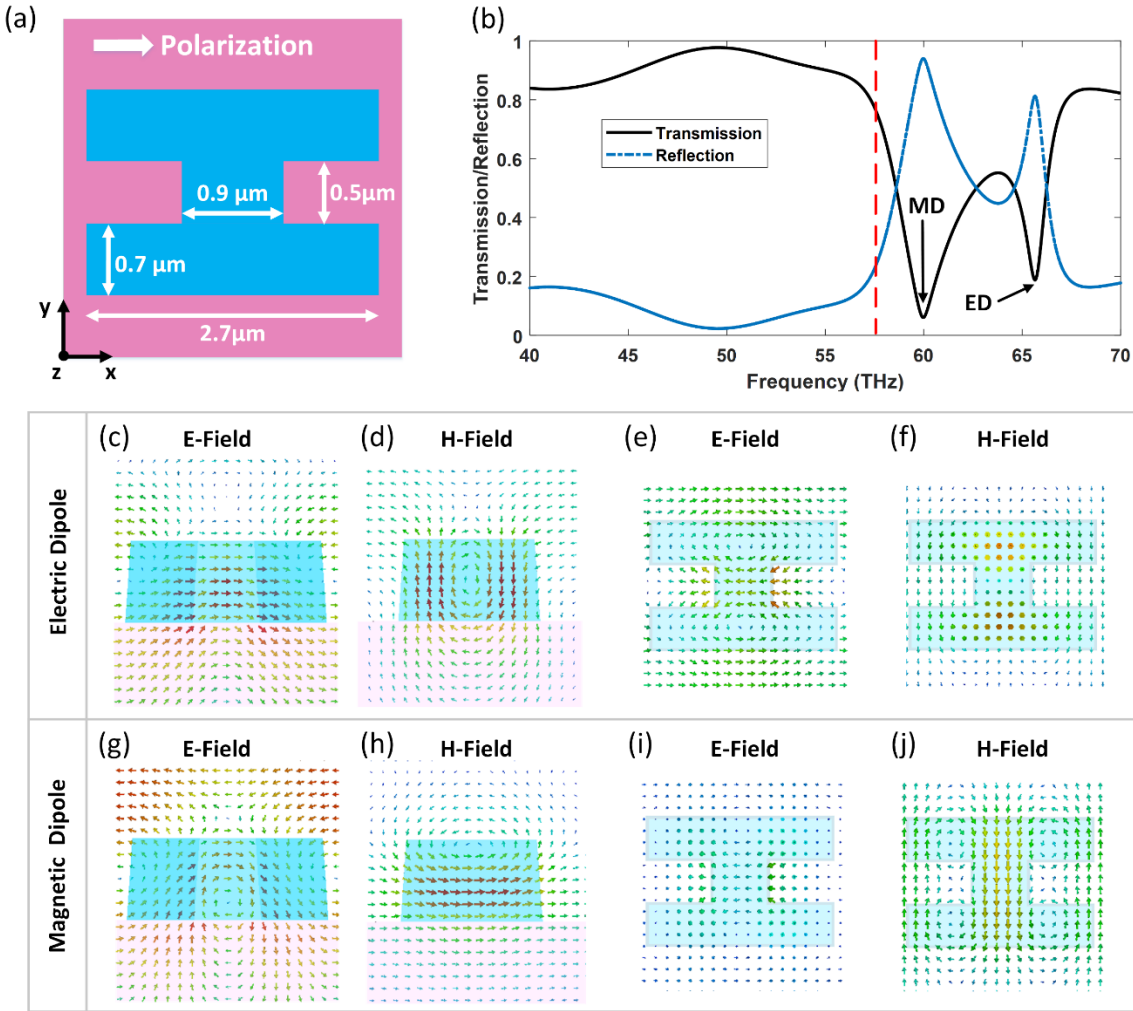 (a)
Polarization
0.9 μm
0.5μm
0.7 μm
2.7μm
y
z
x
(b)
Transmission/Reflection
1
0.8
0.6
0.4
0.2
0
Transmission
Reflection
MD
ED
40
45
50
55
60
65
70
Frequency (THz)
Electric Dipole
(c)
E-Field
(d)
H-Field
(e)
E-Field
(f)
H-Field
Magnetic Dipole
(g)
E-Field
(h)
H-Field
(i)
E-Field
(j)
H-Field